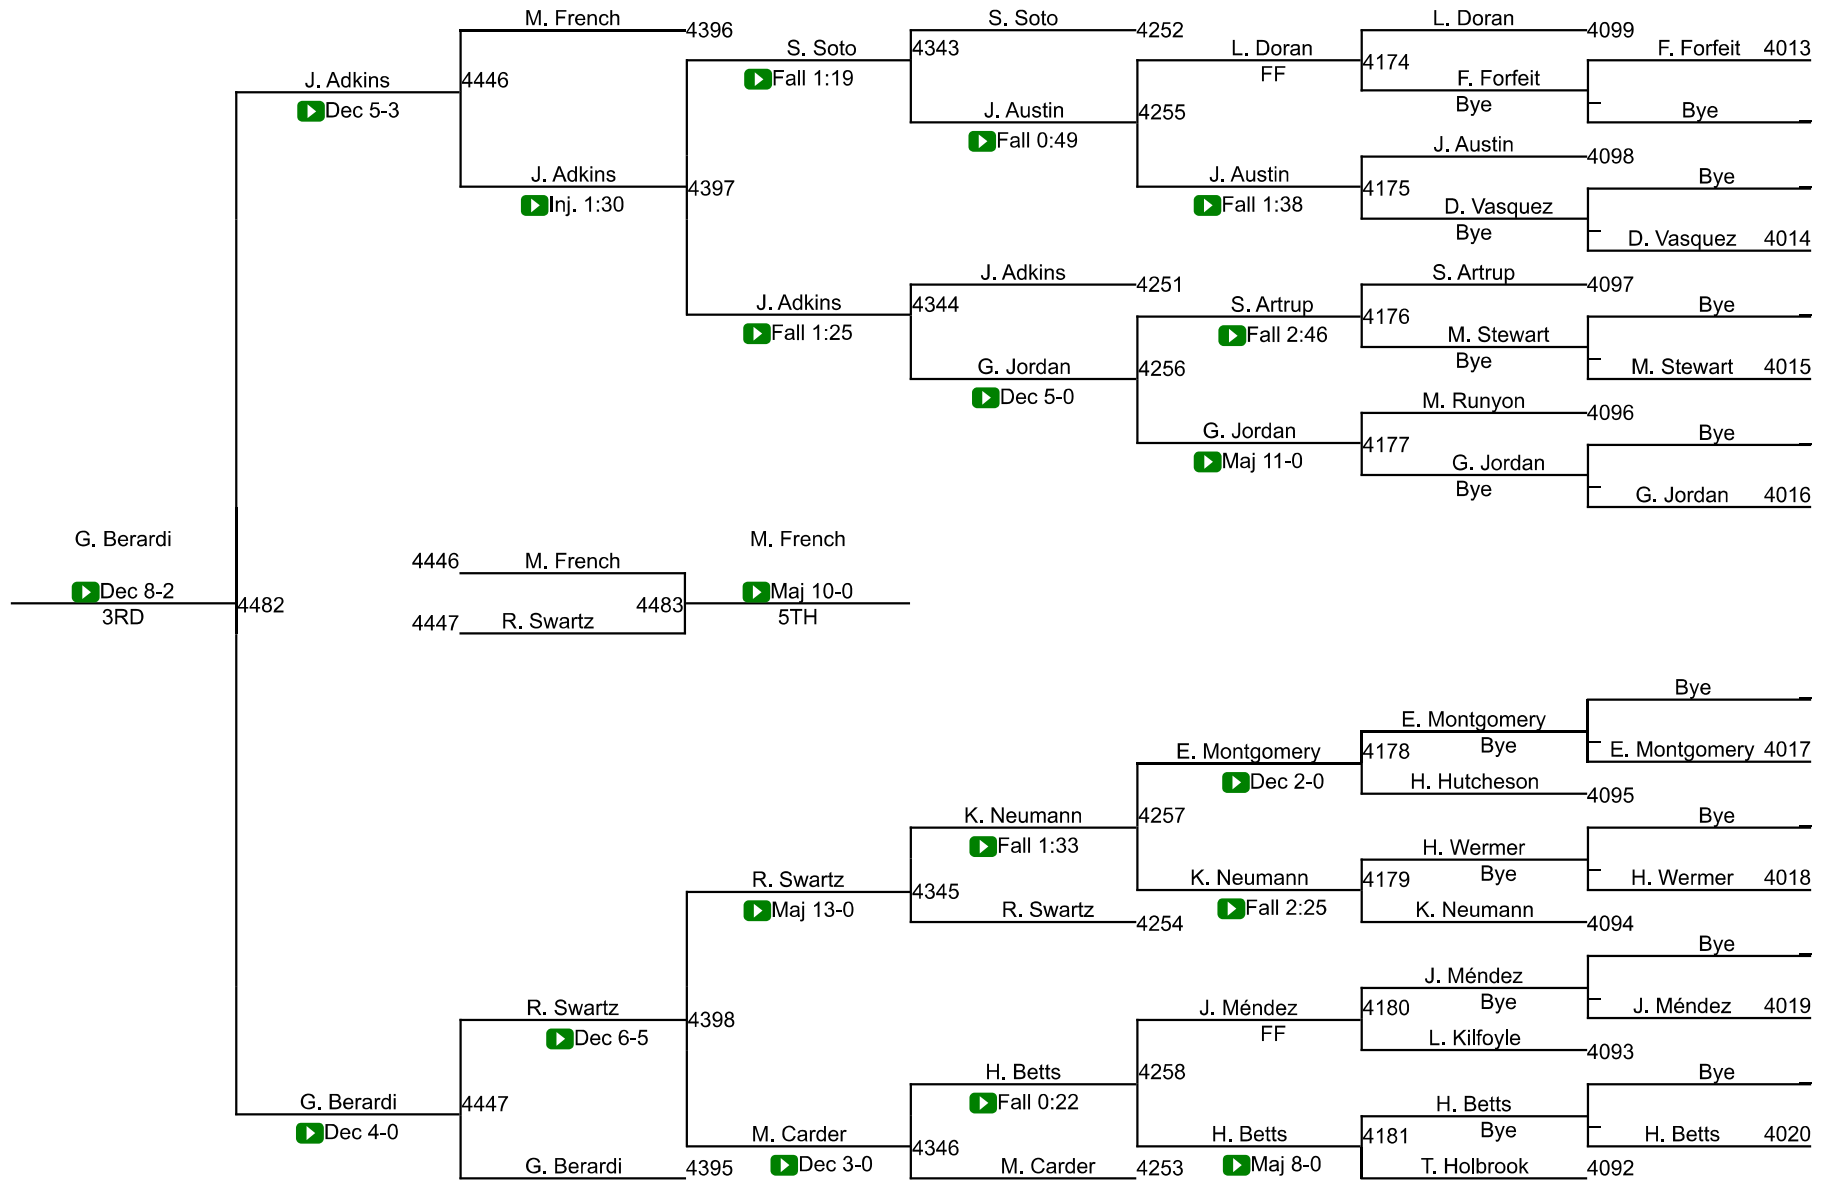 M. French
4396
S. Soto
4252
L. Doran
4099
J. Adkins
4446
S. Soto
4343
L. Doran
4174
F. Forfeit 4013
Dec 5-3
Fall 1:19
FF
F. Forfeit
Bye
Bye
J. Austin
4255
Fall 0:49
J. Austin
4098
J. Adkins
4397
J. Austin
4175
Bye
Inj. 1:30
Fall 1:38
D. Vasquez
Bye
D. Vasquez 4014
J. Adkins
4251
S. Artrup
4097
J. Adkins
4344
S. Artrup
4176
Bye
Fall 1:25
Fall 2:46
M. Stewart
Bye
G. Jordan
4256
M. Stewart 4015
Dec 5-0
M. Runyon
4096
G. Jordan
4177
Bye
Maj 11-0
G. Jordan
Bye
G. Jordan 4016
G. Berardi
Dec 8-2
3RD
4482
4446
M. French
4447
R. Swartz
4483
M. French
Maj 10-0
5TH
Bye
E. Montgomery
Bye
E. Montgomery
4178
E. Montgomery 4017
Dec 2-0
H. Hutcheson
4095
K. Neumann
4257
Bye
Fall 1:33
H. Wermer
Bye
R. Swartz
4345
K. Neumann
4179
H. Wermer 4018
Maj 13-0
Fall 2:25
R. Swartz
4254
K. Neumann
4094
Bye
J. Méndez
Bye
R. Swartz
4398
J. Méndez
4180
J. Méndez 4019
Dec 6-5
FF
L. Kilfoyle
4093
H. Betts
4258
Bye
G. Berardi
4447
Fall 0:22
H. Betts
Bye
Dec 4-0
M. Carder
4346
H. Betts
4181
H. Betts 4020
G. Berardi
4395
Dec 3-0
M. Carder
4253
Maj 8-0
T. Holbrook
4092